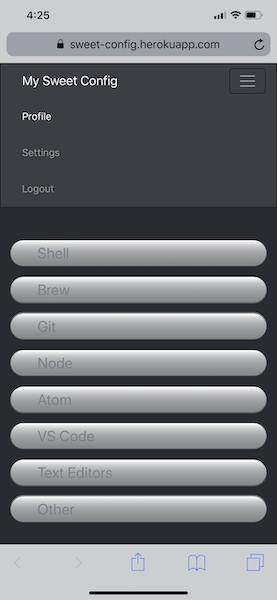 4:25
sweet-config.herokuapp.com
My Sweet Config
Profile
Settings
Logout
Shell
Brew
Git
Node
Atom
VS Code
Text Editors
Other